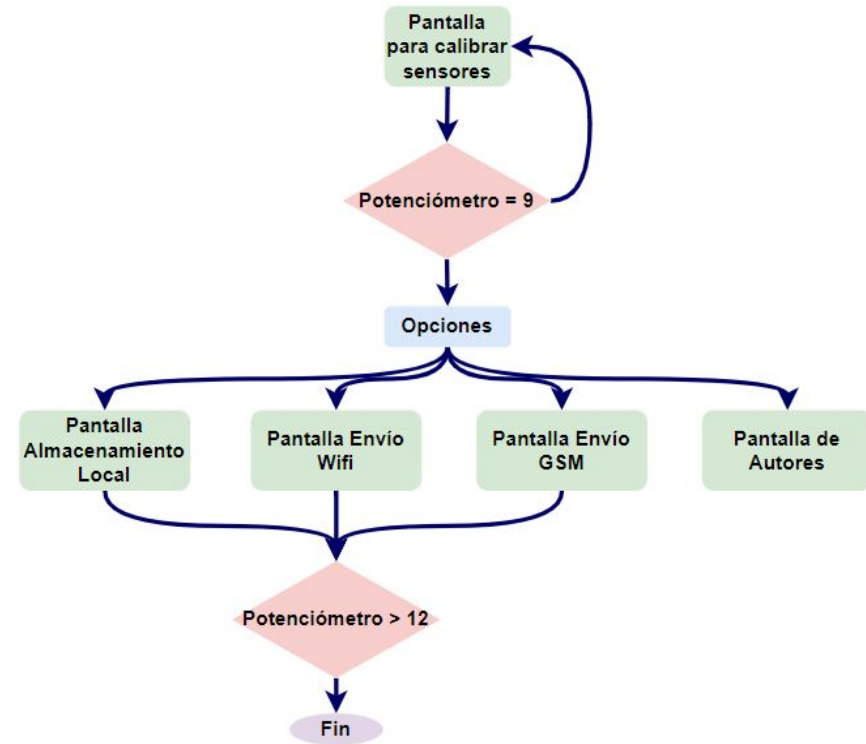 Pantalla
para calibrar
sensores
Potenciómetro = 9
Opciones
Pantalla
Almacenamiento
Local
Pantalla Envío
Wifi
Pantalla Envío
GSM
Pantalla de
Autores
Potenciómetro > 12
Fin